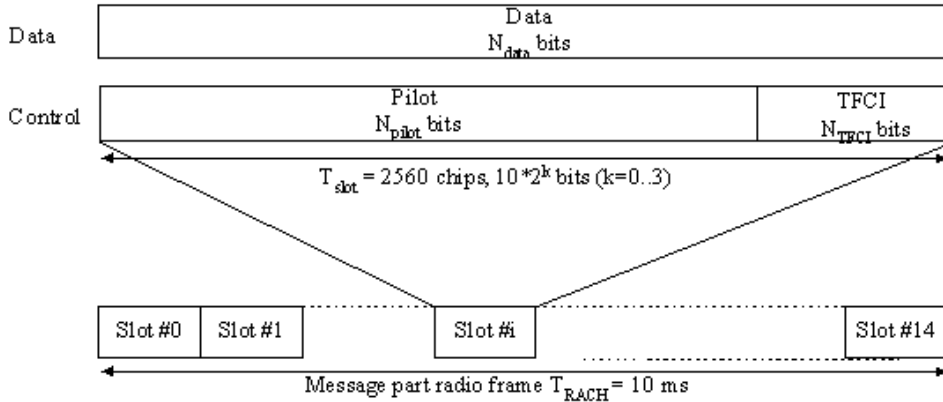 Data
Data
N_data bits
Control
Pilot
N_pilot bits
TFCI
N_TFCI bits
T_slot = 2560 chips, 10*2^k bits (k=0..3)
Slot #0 Slot #1 Slot #i Slot #14
Message part radio frame T_RACH = 10 ms